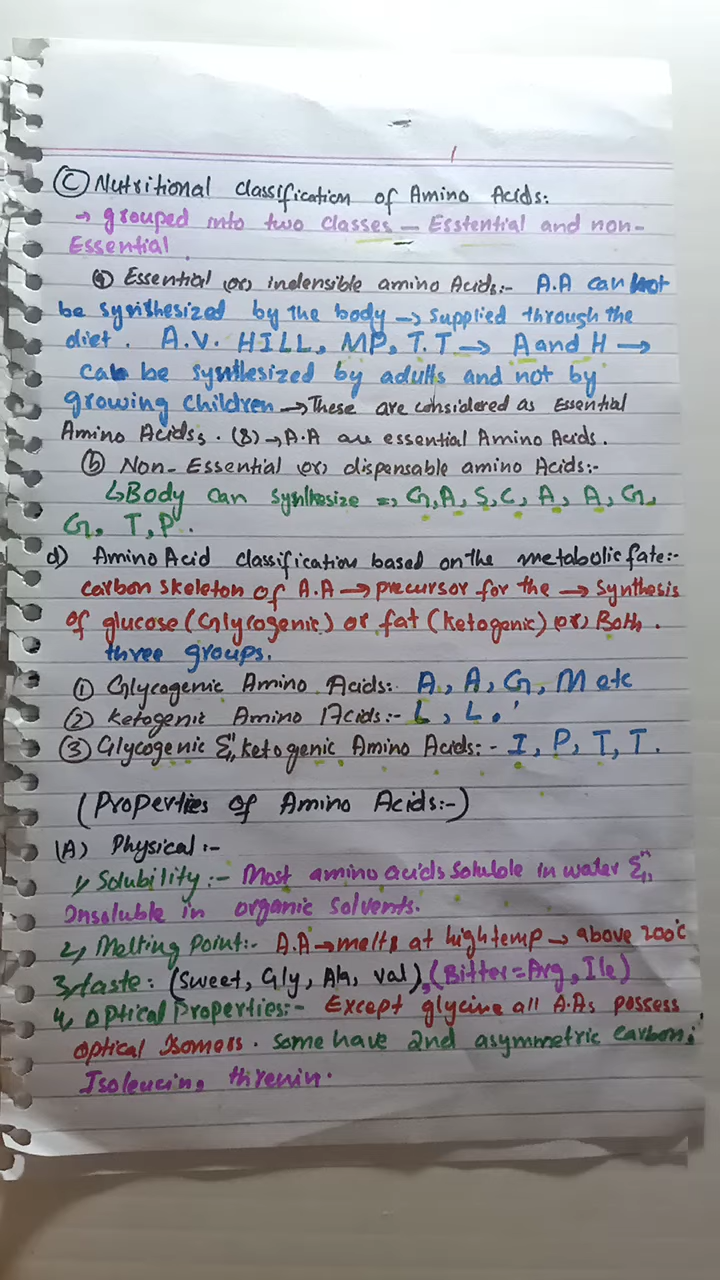 (C) Nutritional classification of Amino Acids:
→ grouped into two classes – Esstential and non-
Essential
(a) Essential (or) indensible amino Acids:- A.A can not
be synthesized by the body → supplied through the
diet. A.V. HILL, MP, T.T → A and H →
can be synthesized by adults and not by
growing children → These are considered as Essential
Amino Acids. (8) → A.A are essential Amino Acids.
(b) Non-Essential (or) dispensable amino Acids:-
↳ Body can synthesize => G, A, S, C, A, A, G,
G, T, P.
d) Amino Acid classification based on the metabolic fate:-
carbon skeleton of A.A → precursor for the → synthesis
of glucose (Glycogenic) or fat (ketogenic) (or) Both.
three groups.
(1) Glycogenic Amino Acids:- A, A, G, M etc
(2) ketogenic Amino Acids:- L, L.
(3) Glycogenic & ketogenic Amino Acids:- I, P, T, T.
(Properties of Amino Acids:-)
(A) Physical :-
1, Solubility :- Most amino acids soluble in water &
Insoluble in organic solvents.
2, Melting Point:- A.A → melts at high temp → above 200°C
3, taste: (Sweet, Gly, Ala, Val), (Bitter = Arg, Ile)
4, Optical Properties:- Except glycine all A.As possess
optical Isomers. some have 2nd asymmetric carbon:
Isoleucin, threnin.